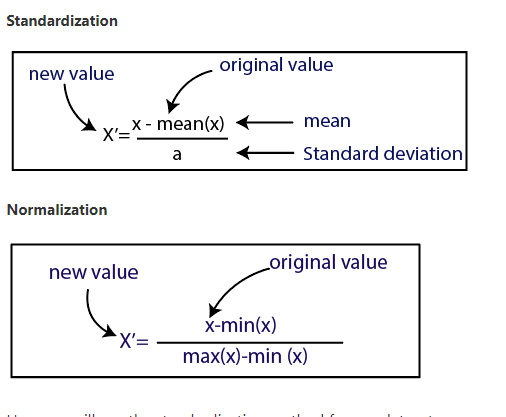 Standardization
new value
original value
X'= x - mean(x)
mean
a
Standard deviation
Normalization
new value
original value
X'= x-min(x)
max(x)-min (x)